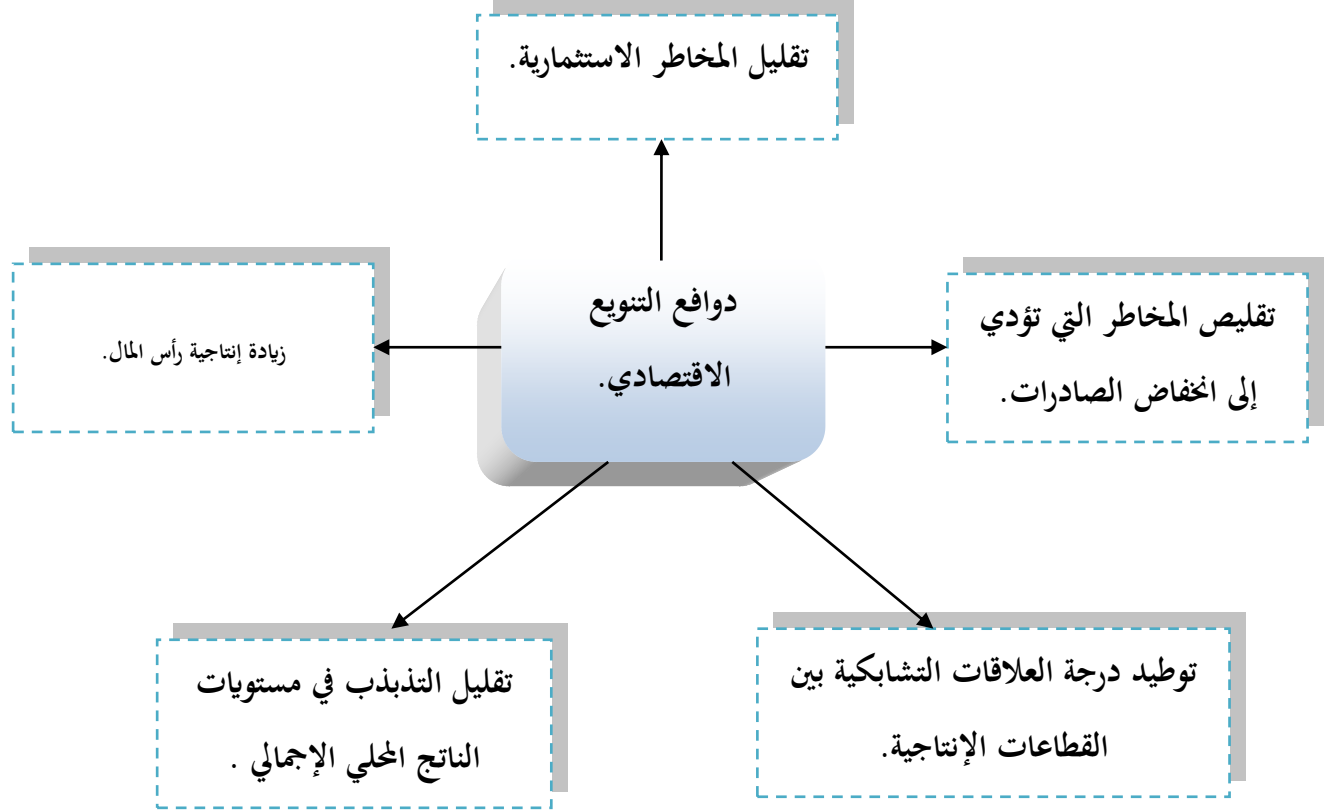 تقليل المخاطر الاستثمارية.
دوافع التنويع
الاقتصادي.
تقليص المخاطر التي تؤدي
إلى انخفاض الصادرات.
زيادة إنتاجية رأس المال.
توطيد درجة العلاقات التشابكية بين
القطاعات الإنتاجية.
تقليل التذبذب في مستويات
الناتج المحلي الإجمالي .